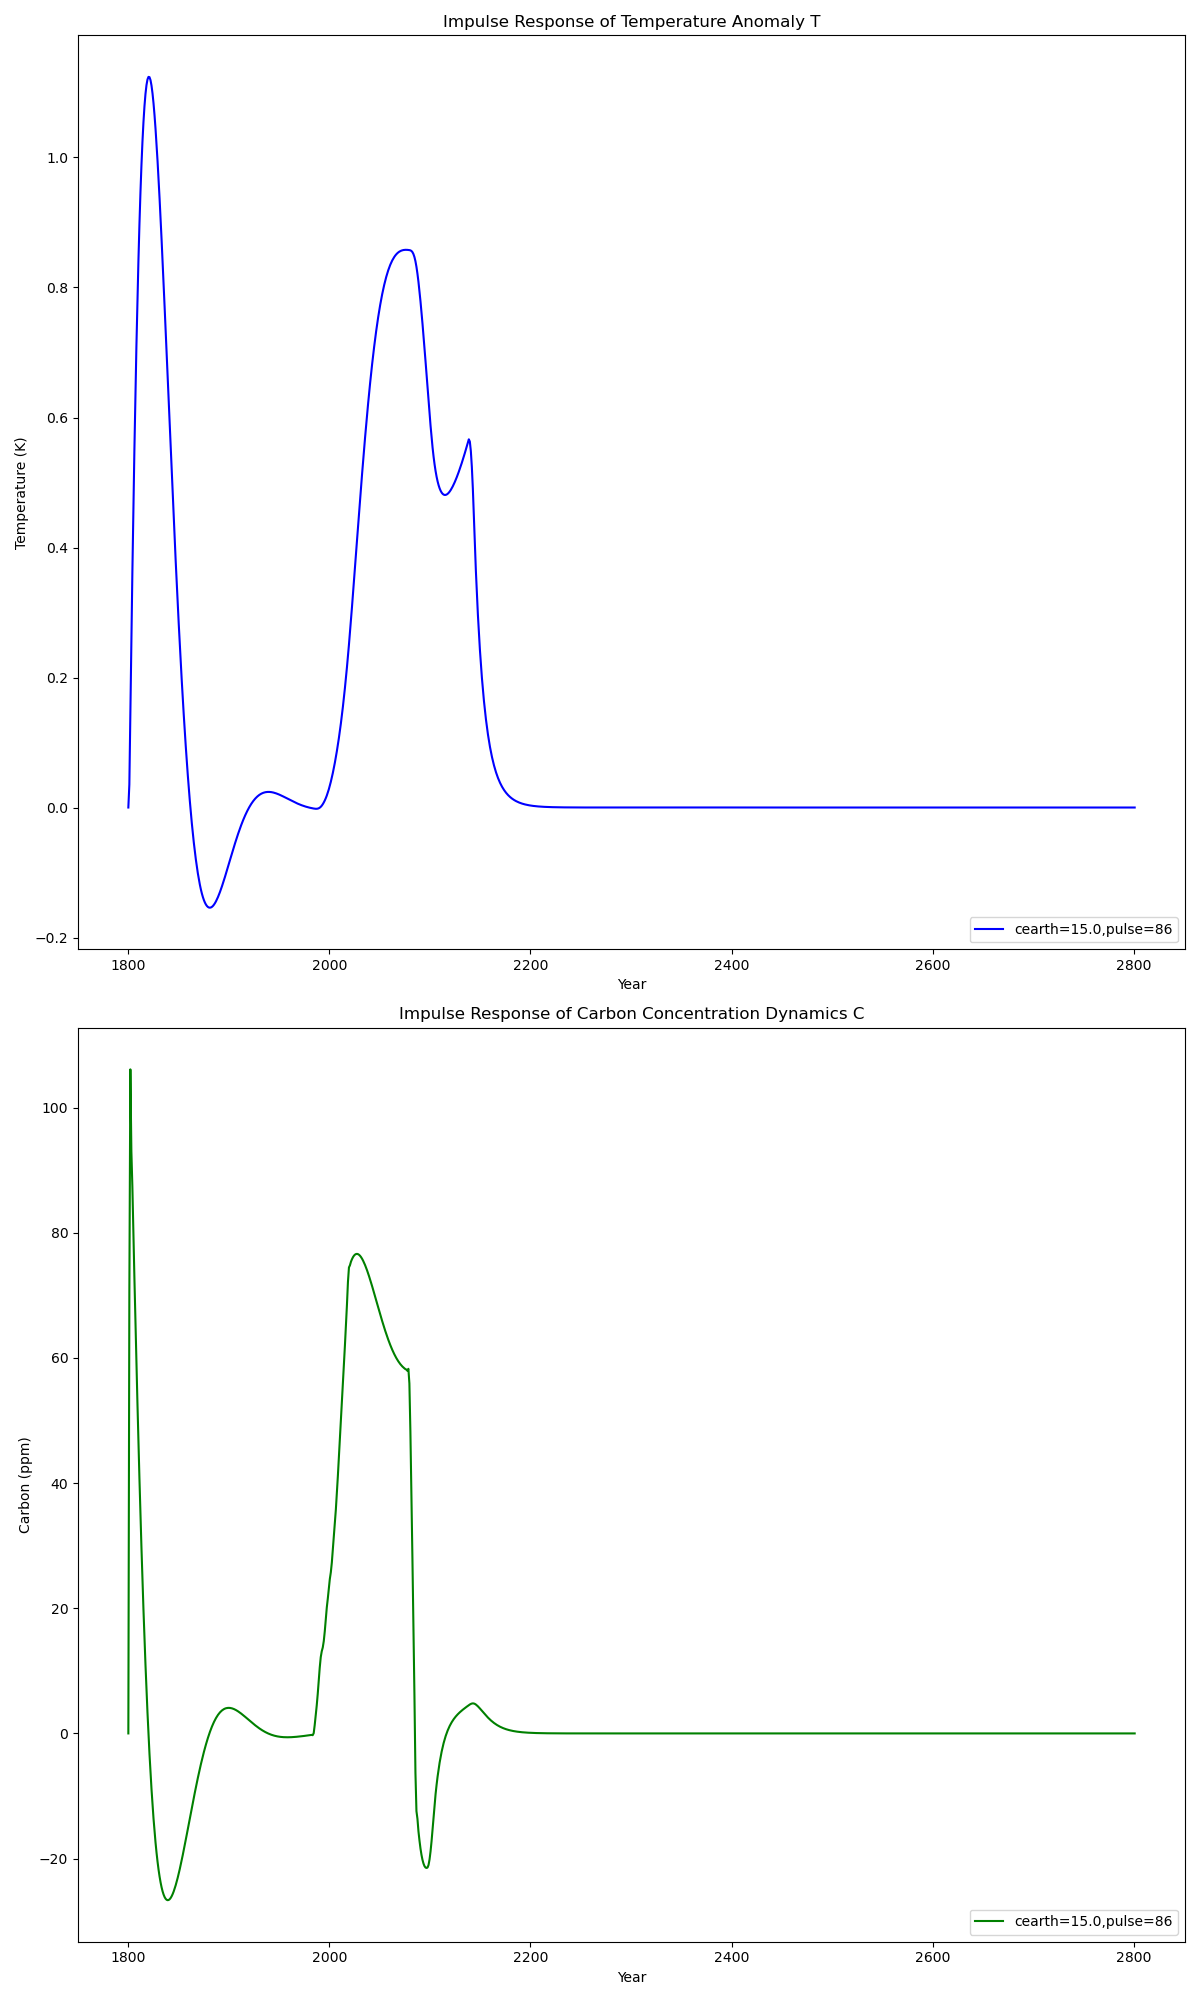 Impulse Response of Temperature Anomaly T
1.0
0.8
0.6
0.4
0.2
0.0
−0.2
Temperature (K)
cearth=15.0,pulse=86
1800 2000 2200 2400 2600 2800
Year
Impulse Response of Carbon Concentration Dynamics C
100
80
60
40
20
0
−20
Carbon (ppm)
cearth=15.0,pulse=86
1800 2000 2200 2400 2600 2800
Year